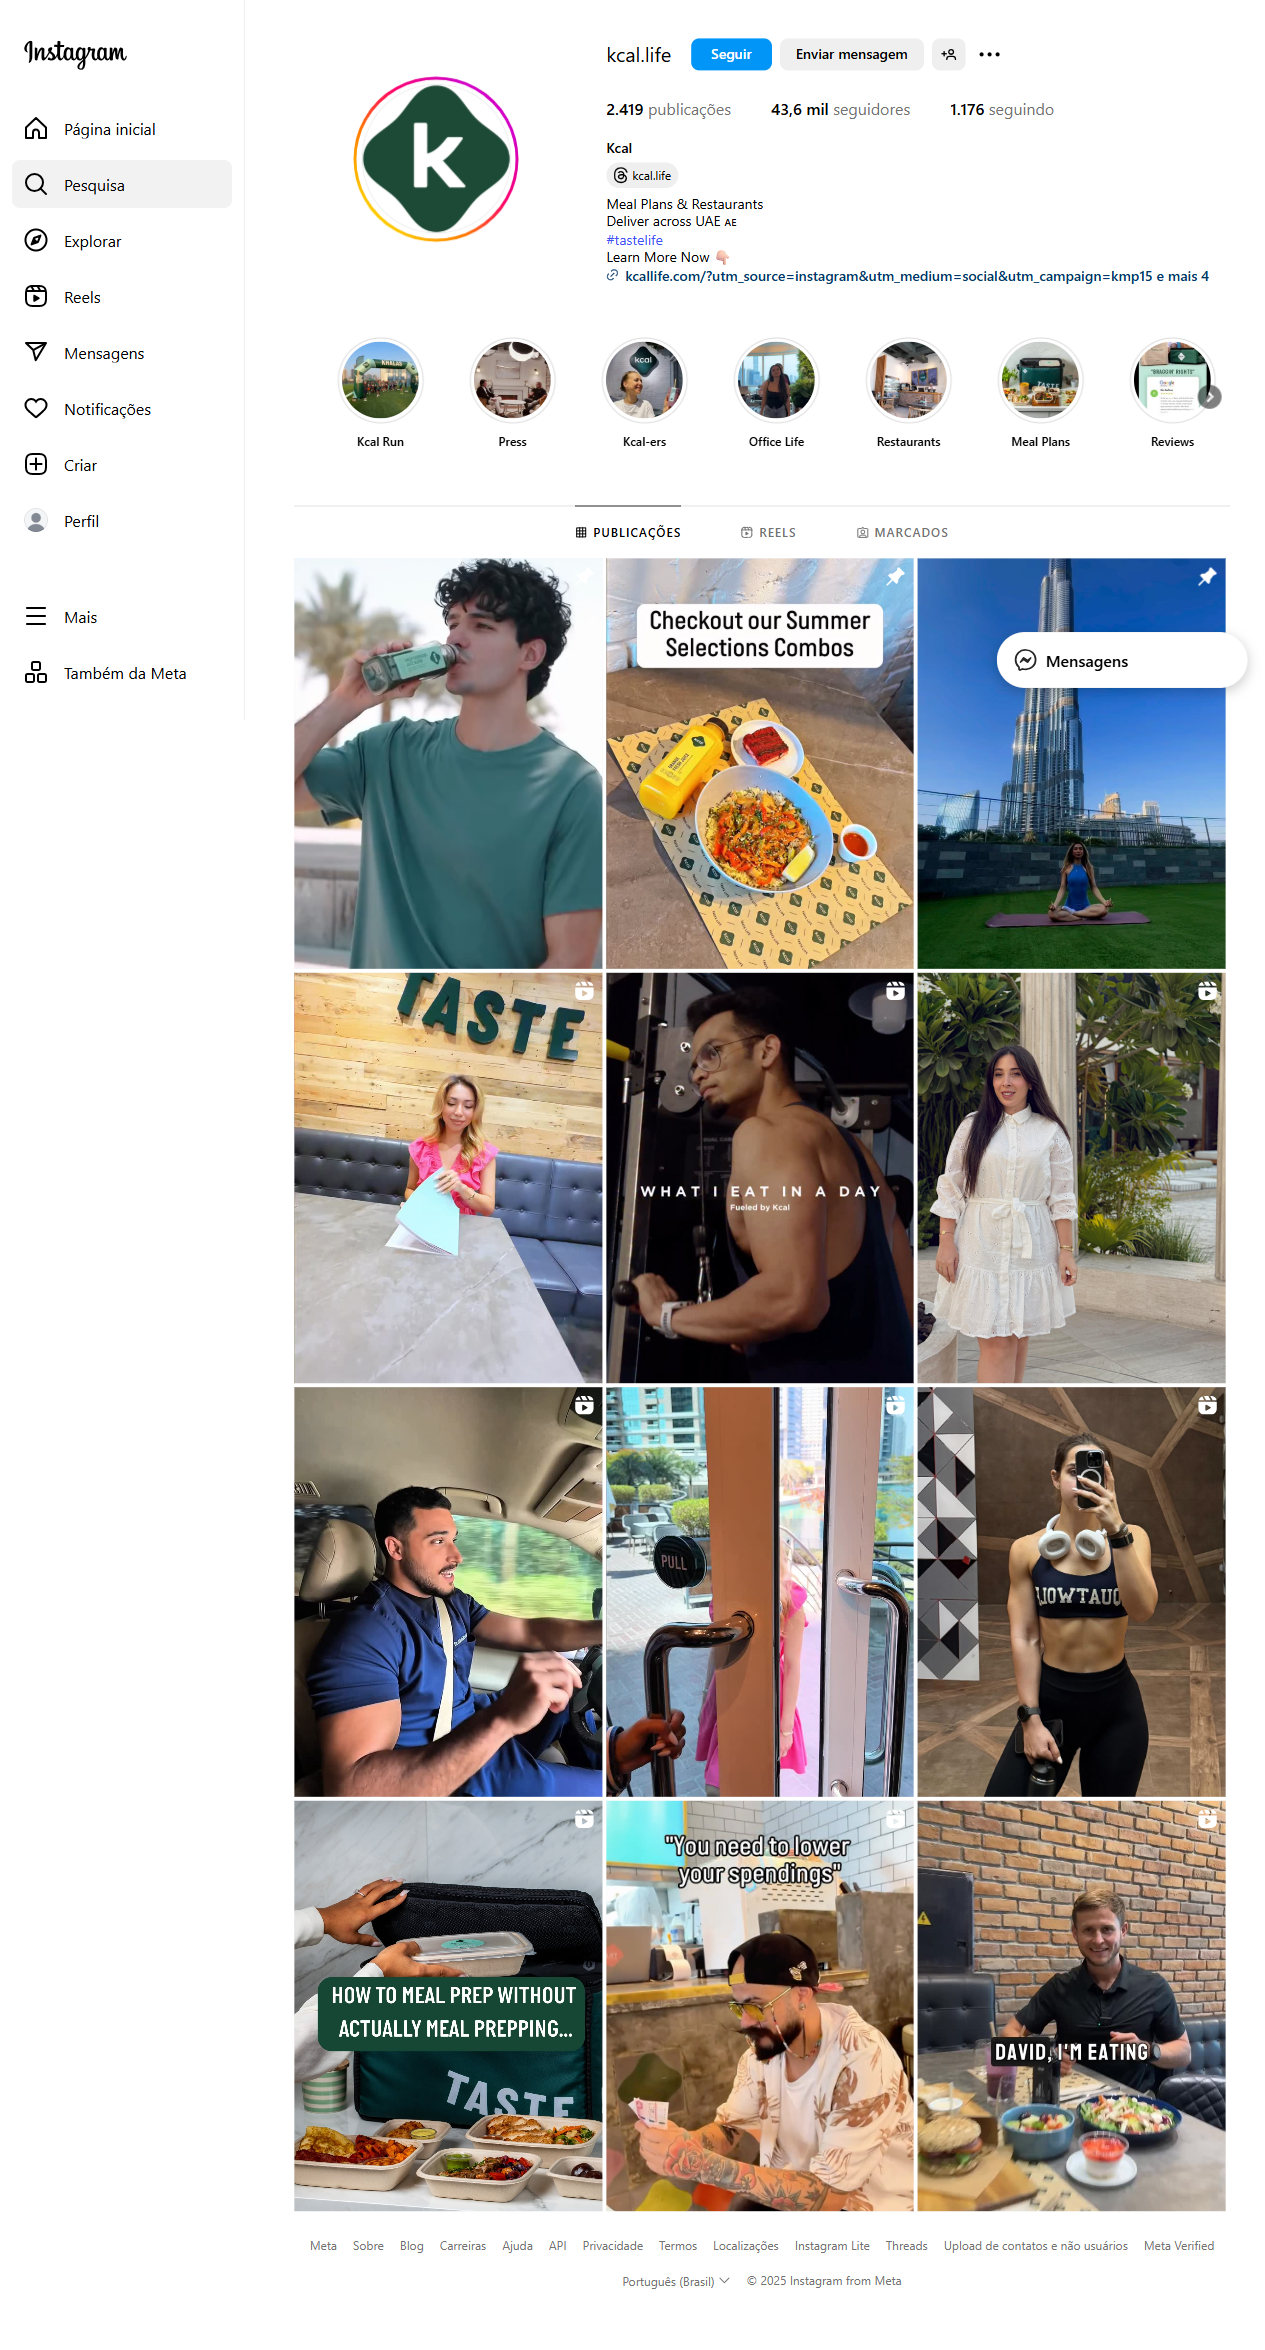 Instagram
Página inicial
Pesquisa
Explorar
Reels
Mensagens
Notificações
Criar
Perfil
Mais
Também da Meta
kcal.life
Seguir
Enviar mensagem
2.419 publicações
43,6 mil seguidores
1.176 seguindo
Kcal
kcal.life
Meal Plans & Restaurants
Deliver across UAE AE
#tastelife
Learn More Now
kcallife.com/?utm_source=instagram&utm_medium=social&utm_campaign=kmp15 e mais 4
k
KHALAS
kcal
TASTE
"BRAGGIN' RIGHTS"
Google
Kcal Run
Press
Kcal-ers
Office Life
Restaurants
Meal Plans
Reviews
PUBLICAÇÕES
REELS
MARCADOS
Checkout our Summer
Selections Combos
Mensagens
TASTE
WHAT I EAT IN A DAY
Fueled by Kcal
PULL
HOW TO MEAL PREP WITHOUT
ACTUALLY MEAL PREPPING...
TASTE
"You need to lower
your spendings"
DAVID, I'M EATING
Meta
Sobre
Blog
Carreiras
Ajuda
API
Privacidade
Termos
Localizações
Instagram Lite
Threads
Upload de contatos e não usuários
Meta Verified
Português (Brasil)
© 2025 Instagram from Meta